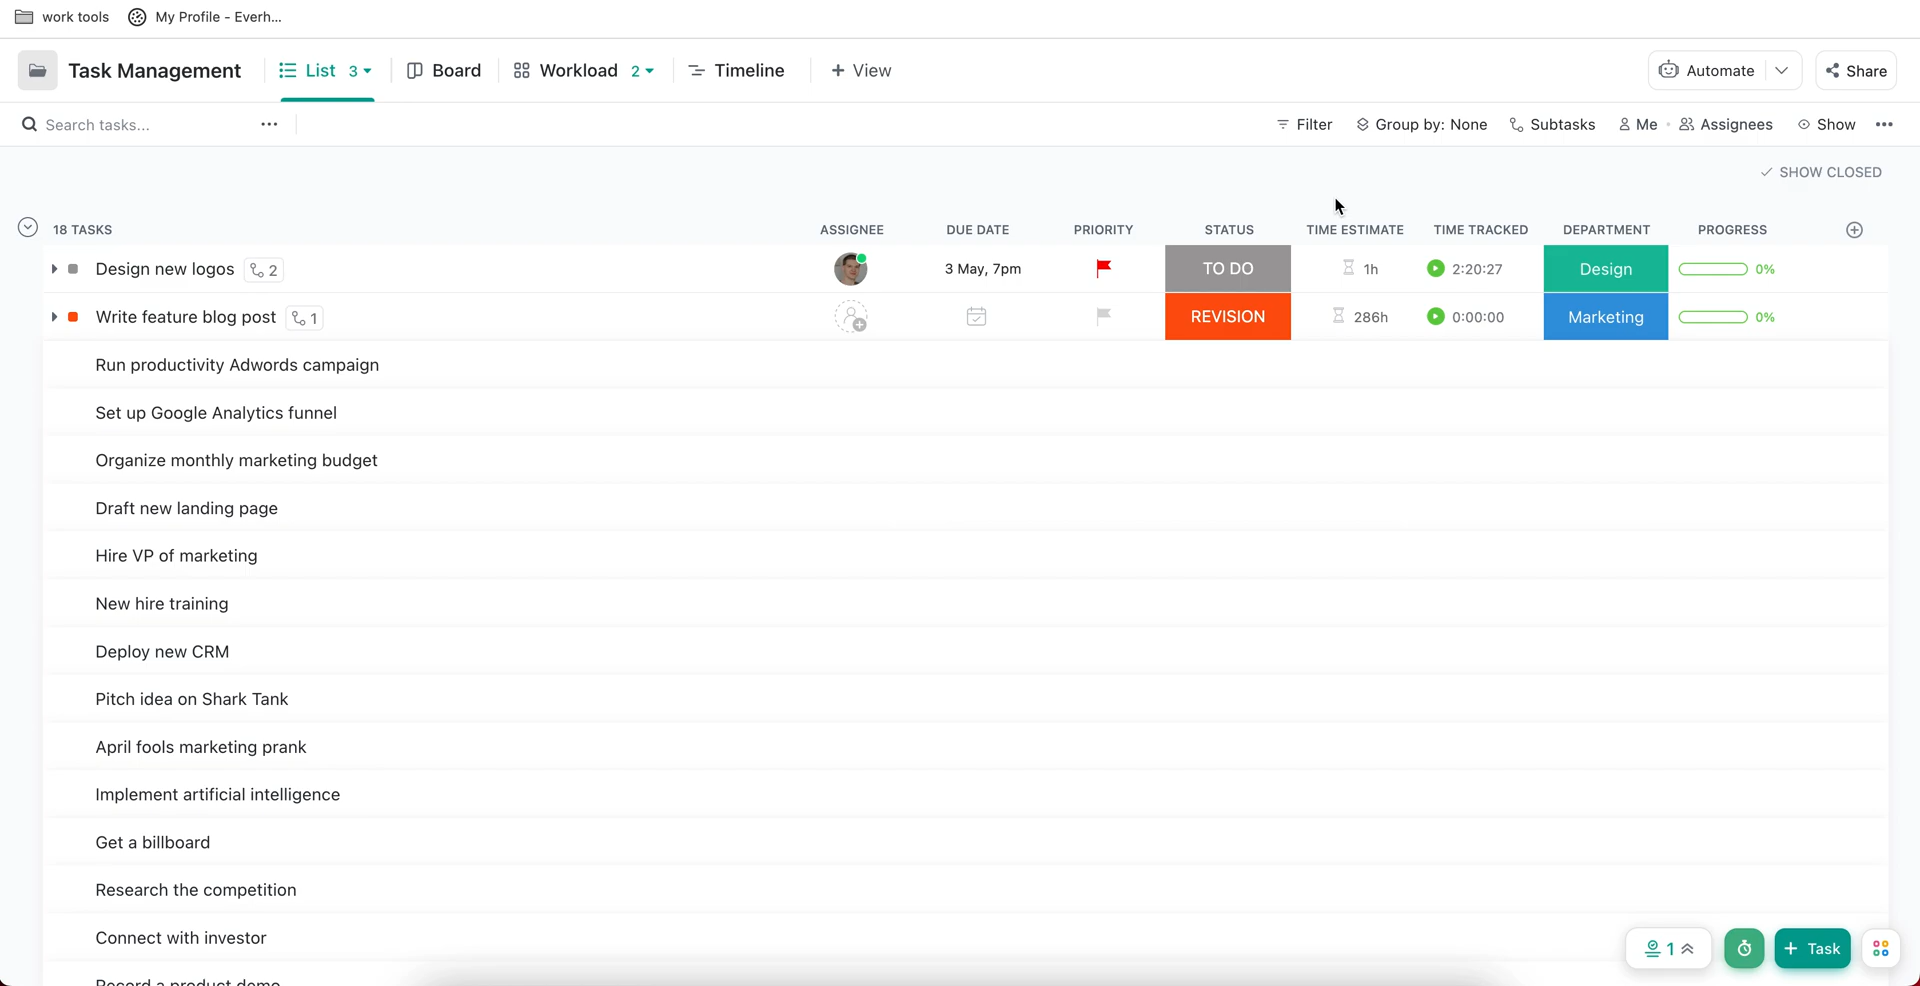 work tools My Profile - Everh...
Task Management List 3 Board Workload 2 Timeline + View Automate Share
Search tasks... Filter Group by: None Subtasks Me Assignees Show
SHOW CLOSED
18 TASKS ASSIGNEE DUE DATE PRIORITY STATUS TIME ESTIMATE TIME TRACKED DEPARTMENT PROGRESS
Design new logos 2 3 May, 7pm TO DO 1h 2:20:27 Design 0%
Write feature blog post 1 REVISION 286h 0:00:00 Marketing 0%
Run productivity Adwords campaign
Set up Google Analytics funnel
Organize monthly marketing budget
Draft new landing page
Hire VP of marketing
New hire training
Deploy new CRM
Pitch idea on Shark Tank
April fools marketing prank
Implement artificial intelligence
Get a billboard
Research the competition
Connect with investor
1 + Task
Record a product demo